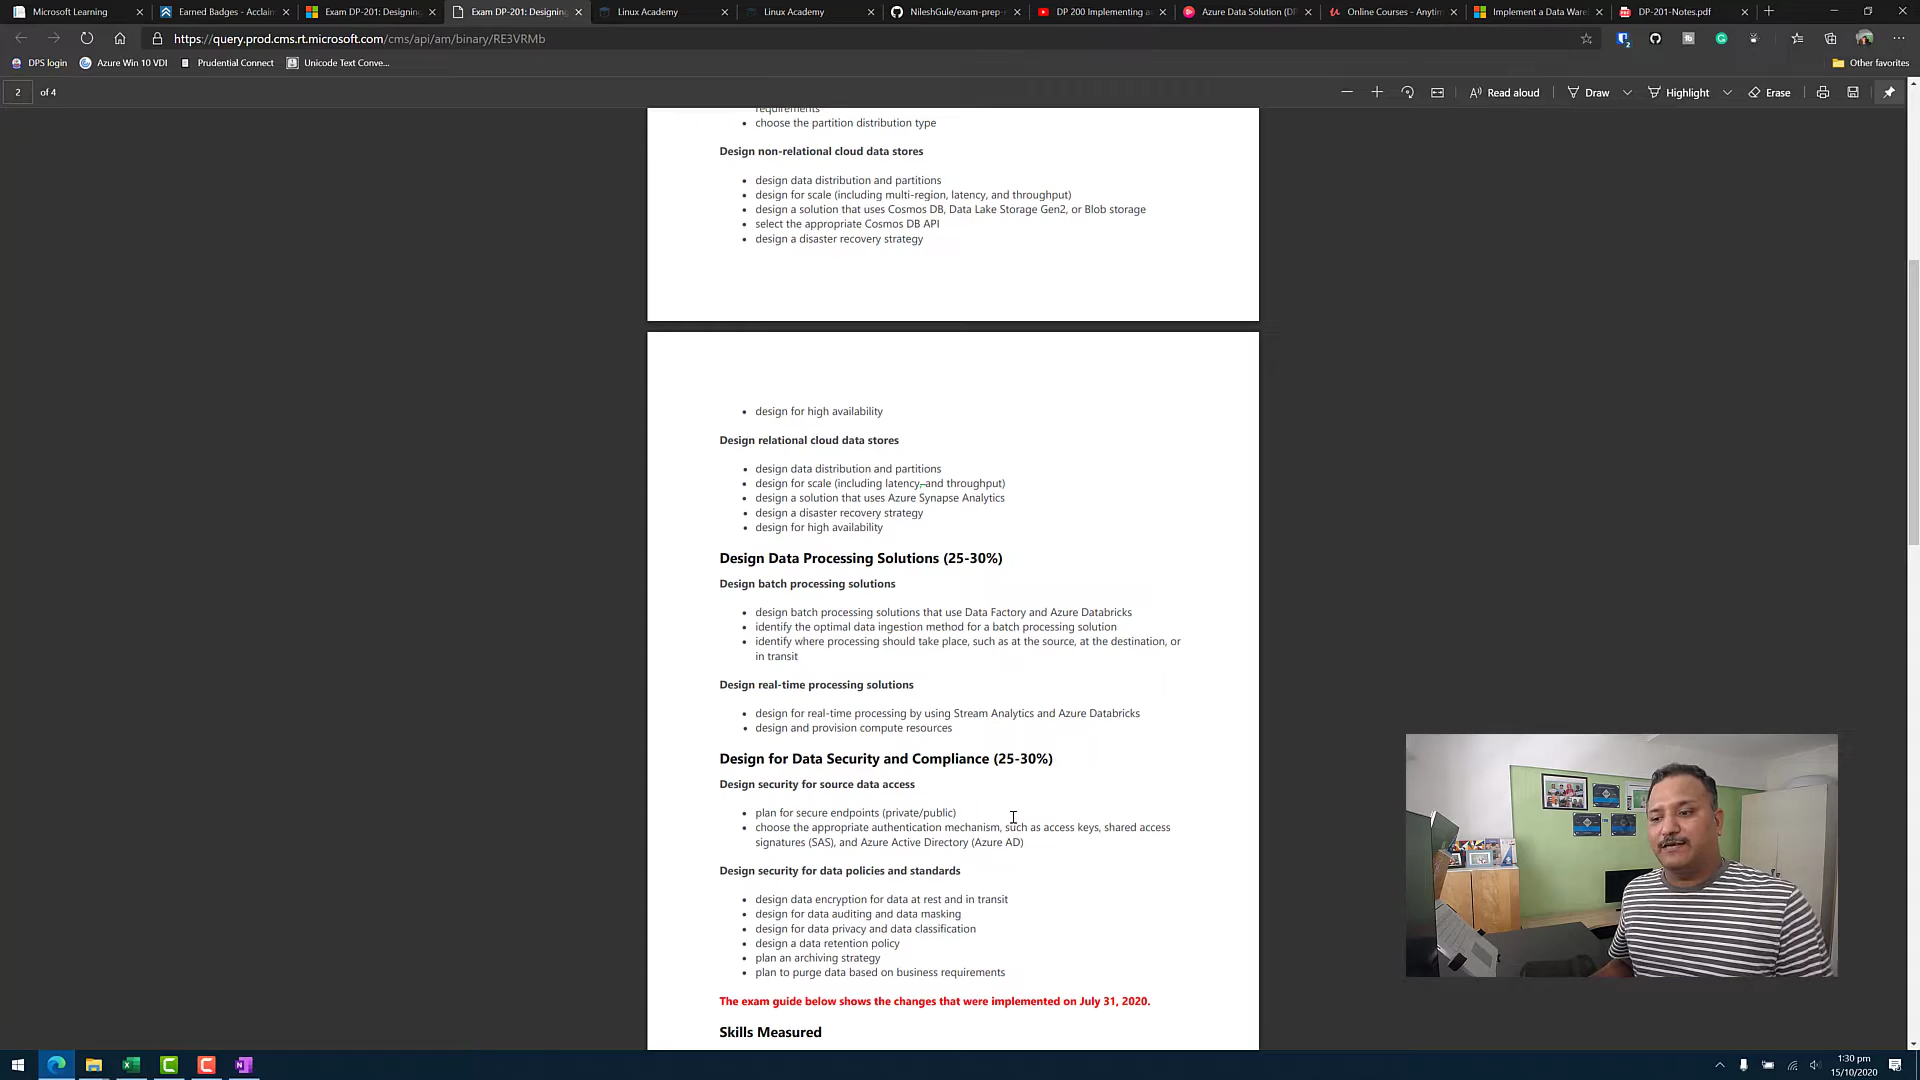 Microsoft Learning
Earned Badges - Acclaim
Exam DP-201: Designing
Exam DP-201: Designing
Linux Academy
Linux Academy
NileshGule/exam-prep-
DP 200 Implementing a
Azure Data Solution (DP
Online Courses - Anytim
Implement a Data Ware
DP-201-Notes.pdf
https://query.prod.cms.rt.microsoft.com/cms/api/am/binary/RE3VRMb
DPS login
Azure Win 10 VDI
Prudential Connect
Unicode Text Conve...
Other favorites
2 of 4
Read aloud
Draw
Highlight
Erase
requirements
• choose the partition distribution type
Design non-relational cloud data stores
• design data distribution and partitions
• design for scale (including multi-region, latency, and throughput)
• design a solution that uses Cosmos DB, Data Lake Storage Gen2, or Blob storage
• select the appropriate Cosmos DB API
• design a disaster recovery strategy
• design for high availability
Design relational cloud data stores
• design data distribution and partitions
• design for scale (including latency, and throughput)
• design a solution that uses Azure Synapse Analytics
• design a disaster recovery strategy
• design for high availability
Design Data Processing Solutions (25-30%)
Design batch processing solutions
• design batch processing solutions that use Data Factory and Azure Databricks
• identify the optimal data ingestion method for a batch processing solution
• identify where processing should take place, such as at the source, at the destination, or
in transit
Design real-time processing solutions
• design for real-time processing by using Stream Analytics and Azure Databricks
• design and provision compute resources
Design for Data Security and Compliance (25-30%)
Design security for source data access
• plan for secure endpoints (private/public)
• choose the appropriate authentication mechanism, such as access keys, shared access
signatures (SAS), and Azure Active Directory (Azure AD)
Design security for data policies and standards
• design data encryption for data at rest and in transit
• design for data auditing and data masking
• design for data privacy and data classification
• design a data retention policy
• plan an archiving strategy
• plan to purge data based on business requirements
The exam guide below shows the changes that were implemented on July 31, 2020.
Skills Measured
1:30 pm
15/10/2020